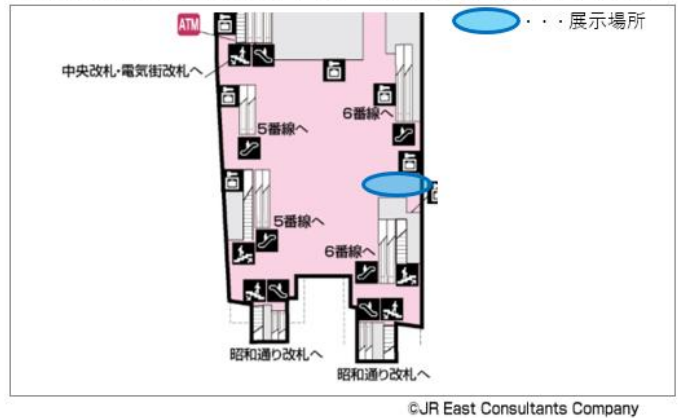 ATM
・・・展示場所
中央改札・電気街改札へ
6番線へ
5番線へ
5番線へ
6番線へ
昭和通り改札へ
昭和通り改札へ
©JR East Consultants Company